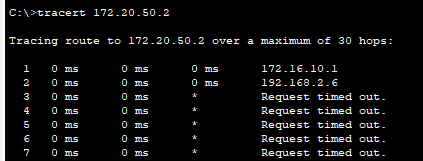 C:\>tracert 172.20.50.2
Tracing route to 172.20.50.2 over a maximum of 30 hops:
1 0 ms 0 ms 0 ms 172.16.10.1
2 0 ms 0 ms 0 ms 192.168.2.6
3 0 ms 0 ms * Request timed out.
4 0 ms 0 ms * Request timed out.
5 0 ms 0 ms * Request timed out.
6 0 ms 0 ms * Request timed out.
7 0 ms 0 ms * Request timed out.